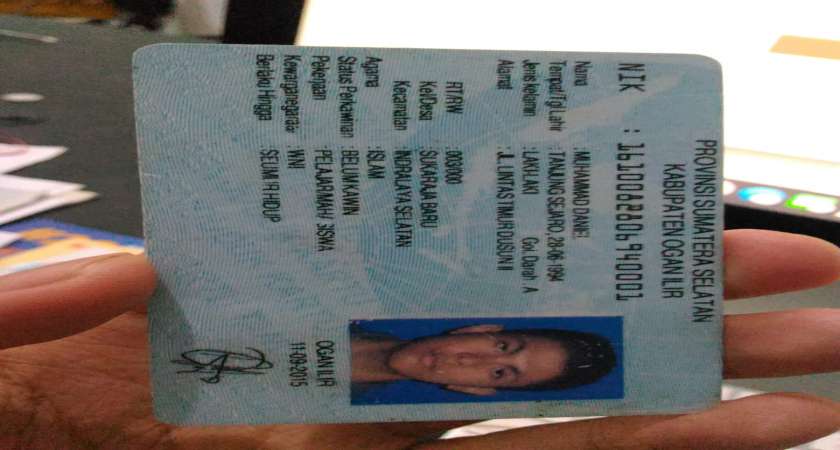 PROVINSI SUMATERA SELATAN
KABUPATEN OGAN ILIR
NIK : 1610062806940001
Nama : MUHAMMAD DANIEL
Tempat/Tgl Lahir : TANJUNG SEJARO, 28-06-1994
Jenis kelamin : LAKI-LAKI Gol. Darah A
Alamat : JL. LINTAS TIMUR DUSUN II
RT/RW : 000/000
Kel/Desa : SUKARAJA BARU
Kecamatan : INDRALAYA SELATAN
Agama : ISLAM
Status Perkawinan : BELUM KAWIN
Pekerjaan : PELAJAR/MAHASISWA
Kewarganegaraan : WNI
Berlaku Hingga : SEUMUR HIDUP
OGAN ILIR
11-09-2015